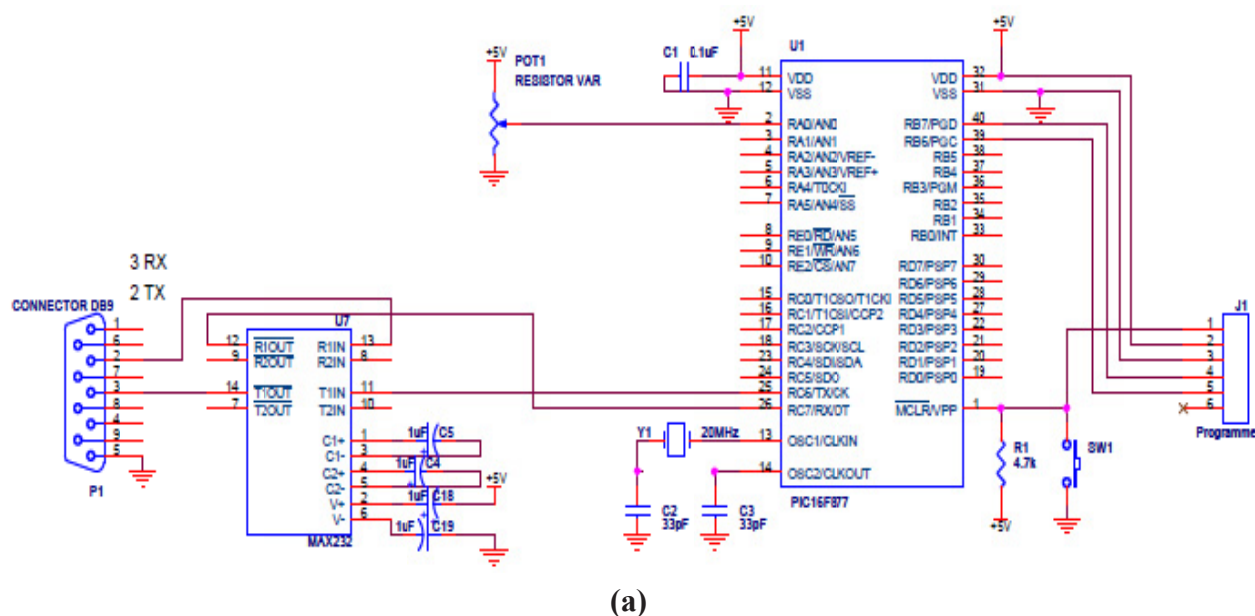 +5V
POT1
RESISTOR VAR
C1 0.1uF
+5V
U1
+5V
11 VDD VDD 32
12 VSS VSS 31
2 RA0/AN0 RB7/PGD 40
3 RA1/AN1 RB6/PGC 39
4 RA2/AN2/VREF- RB5 38
5 RA3/AN3/VREF+ RB4 37
6 RA4/T0CKI RB3/PGM 36
7 RA5/AN4/SS RB2 35
RB1 34
8 RE0/RD/AN5 RB0/INT 33
9 RE1/WR/AN6
10 RE2/CS/AN7 RD7/PSP7 30
RD6/PSP6 29
15 RC0/T1OSO/T1CKI RD5/PSP5 28
16 RC1/T1OSI/CCP2 RD4/PSP4 27
17 RC2/CCP1 RD3/PSP3 22
18 RC3/SCK/SCL RD2/PSP2 21
23 RC4/SDI/SDA RD1/PSP1 20
24 RC5/SD0 RD0/PSP0 19
25 RC6/TX/CK
26 RC7/RX/DT MCLR/VPP 1
13 OSC1/CLKIN
14 OSC2/CLKOUT
PIC16F877
3 RX
2 TX
CONNECTOR DB9
1
6
2
7
3
8
4
9
5
P1
U7
12 R1OUT R1IN 13
9 R2OUT R2IN 8
14 T1OUT T1IN 11
7 T2OUT T2IN 10
C1+ 1
C1- 3
C2+ 4
C2- 5
V+ 2
V- 6
MAX232
1uF C5
1uF C4
+5V
1uF C18
1uF C19
Y1 20MHz
C2
33pF
C3
33pF
R1
4.7k
+5V
SW1
J1
1
2
3
4
5
6
Programme
(a)